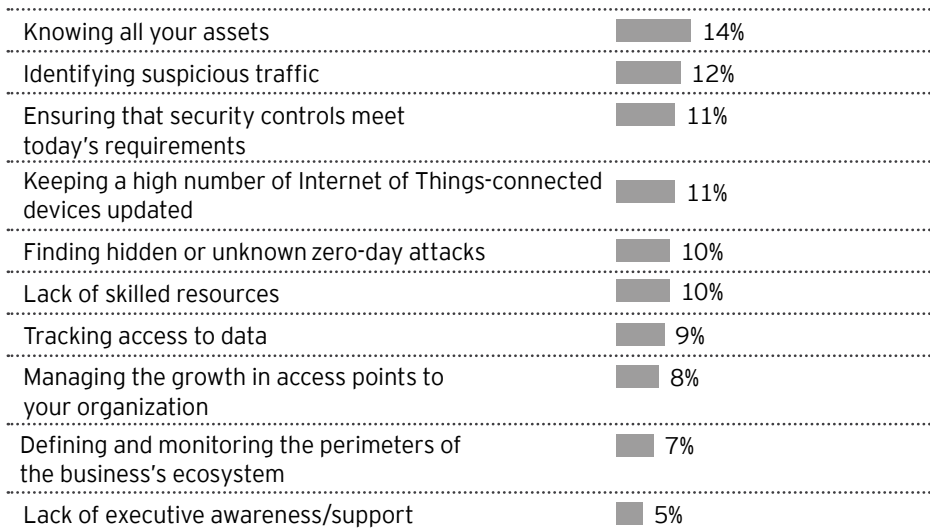 Knowing all your assets 14%
Identifying suspicious traffic 12%
Ensuring that security controls meet
today's requirements 11%
Keeping a high number of Internet of Things-connected
devices updated 11%
Finding hidden or unknown zero-day attacks 10%
Lack of skilled resources 10%
Tracking access to data 9%
Managing the growth in access points to
your organization 8%
Defining and monitoring the perimeters of
the business's ecosystem 7%
Lack of executive awareness/support 5%